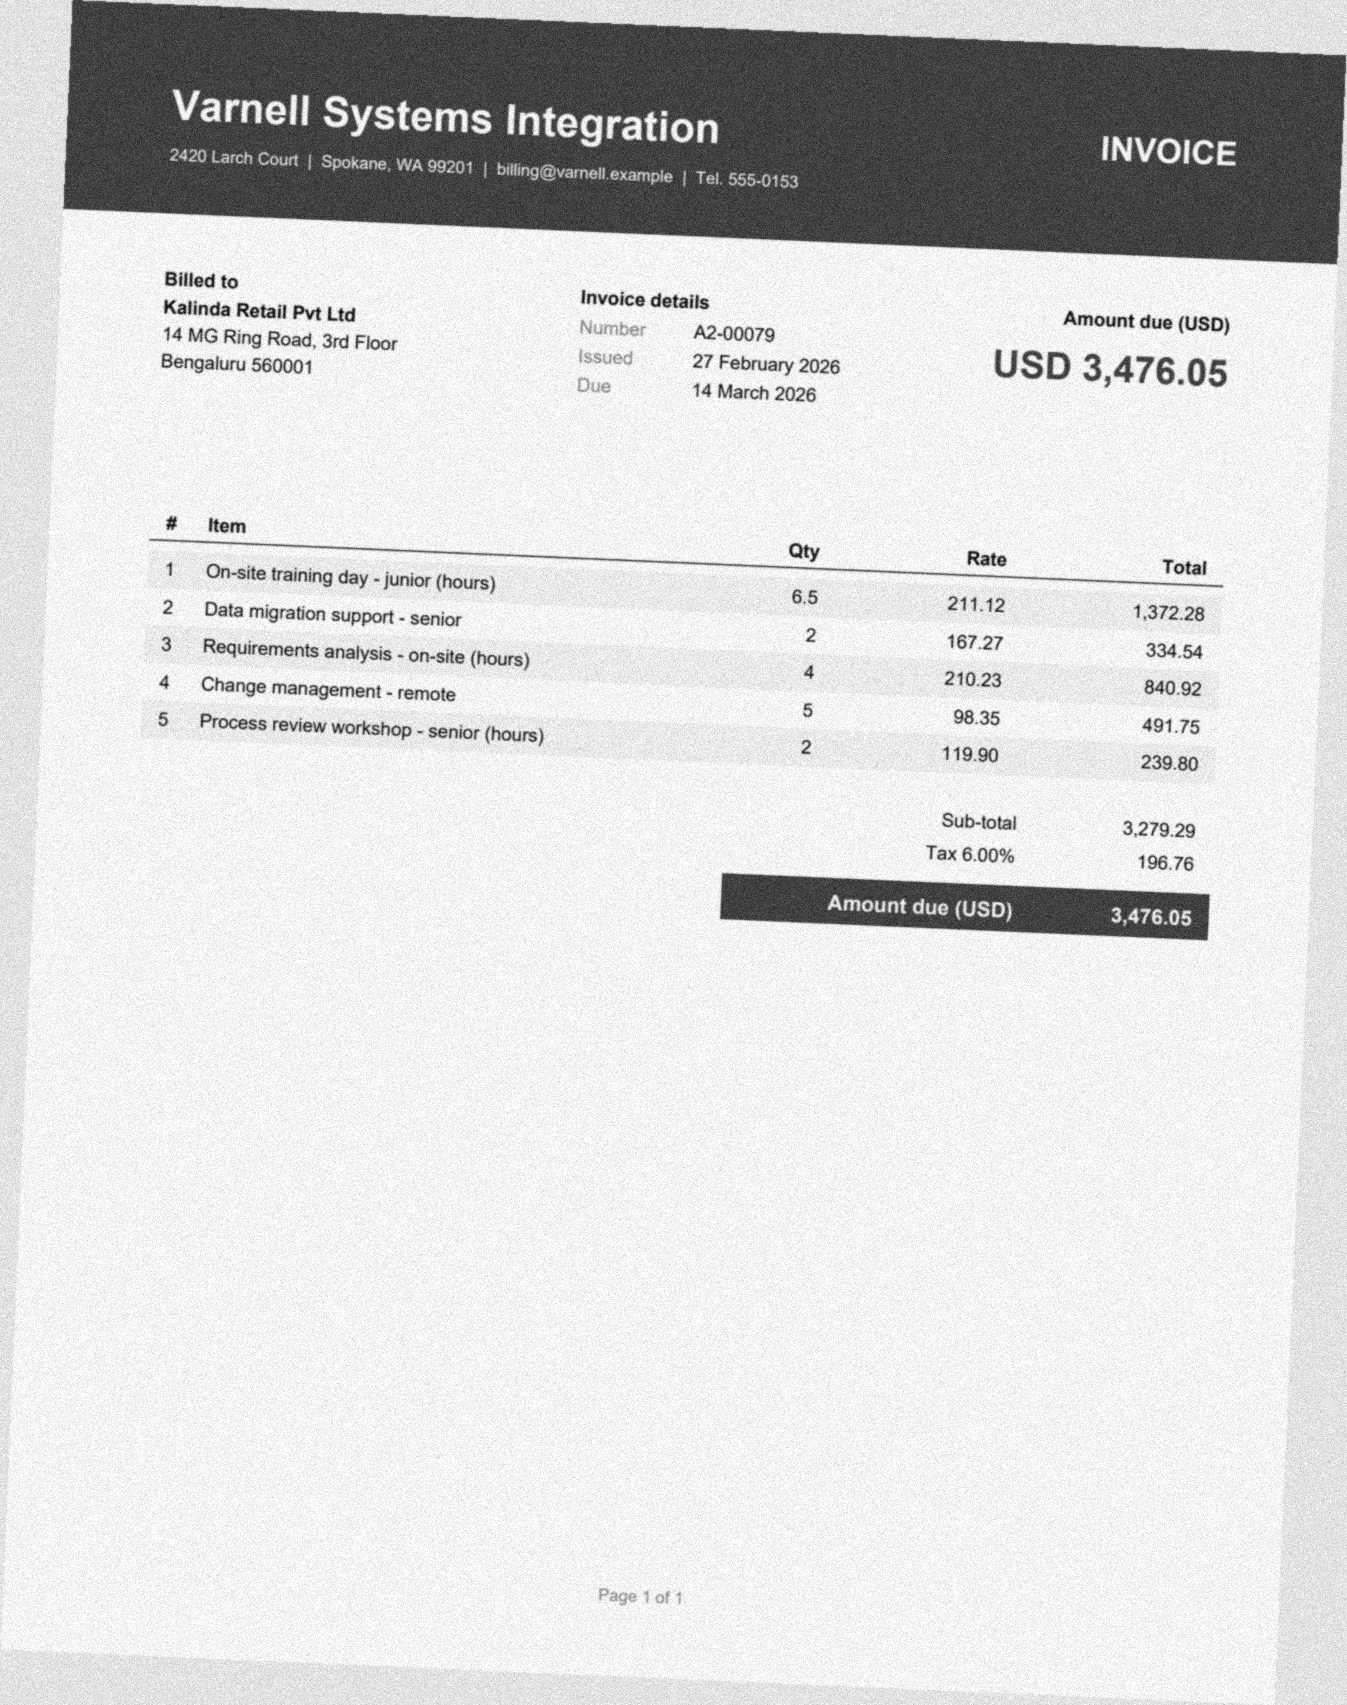 Varnell Systems Integration
2420 Larch Court | Spokane, WA 99201 | billing@varnell.example | Tel. 555-0153
INVOICE
Billed to
Kalinda Retail Pvt Ltd
14 MG Ring Road, 3rd Floor
Bengaluru 560001
Invoice details
Number A2-00079
Issued 27 February 2026
Due 14 March 2026
Amount due (USD)
USD 3,476.05
# Item Qty Rate Total
1 On-site training day - junior (hours) 6.5 211.12 1,372.28
2 Data migration support - senior 2 167.27 334.54
3 Requirements analysis - on-site (hours) 4 210.23 840.92
4 Change management - remote 5 98.35 491.75
5 Process review workshop - senior (hours) 2 119.90 239.80
Sub-total 3,279.29
Tax 6.00% 196.76
Amount due (USD) 3,476.05
Page 1 of 1